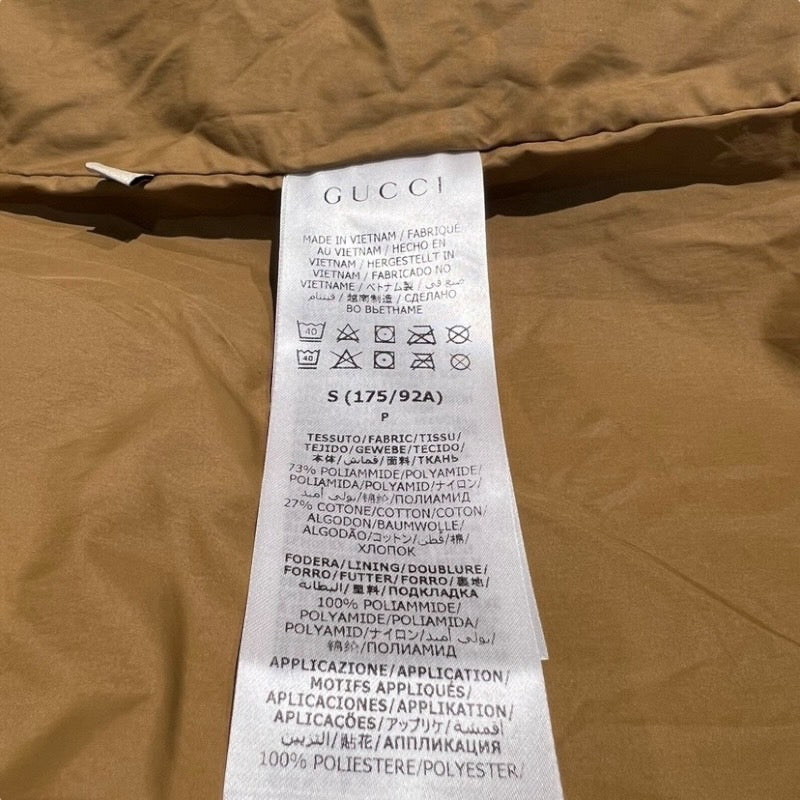 GUCCI
MADE IN VIETNAM / FABRIQUÉ
AU VIETNAM / HECHO EN
VIETNAM / HERGESTELLT IN
VIETNAM / FABRICADO NO
VIETNAME / ベトナム製 / صنع في
فيتنام / 越南制造 / СДЕЛАНО
ВО ВЬЕТНАМЕ
40
40
S (175/92A)
P
TESSUTO/FABRIC/TISSU/
TEJIDO/GEWEBE/TECIDO/
本体/قماش/面料/ТКАНЬ
73% POLIAMMIDE/POLYAMIDE/
POLIAMIDA/POLYAMID/ナイロン/
بولي أميد/锦纶/ПОЛИАМИД
27% COTONE/COTTON/COTON/
ALGODON/BAUMWOLLE/
ALGODÃO/コットン/قطن/棉/
ХЛОПОК
FODERA/LINING/DOUBLURE/
FORRO/FUTTER/FORRO/裏地/
البطانة/里料/ПОДКЛАДКА
100% POLIAMMIDE/
POLYAMIDE/POLIAMIDA/
POLYAMID/ナイロン/بولي أميد/
锦纶/ПОЛИАМИД
APPLICAZIONE/APPLICATION/
MOTIFS APPLIQUÉS/
APLICACIONES/APPLIKATION/
APLICAÇÕES/アップリケ/أقمشة
التزيين/貼花/АППЛИКАЦИЯ
100% POLIESTERE/POLYESTER/